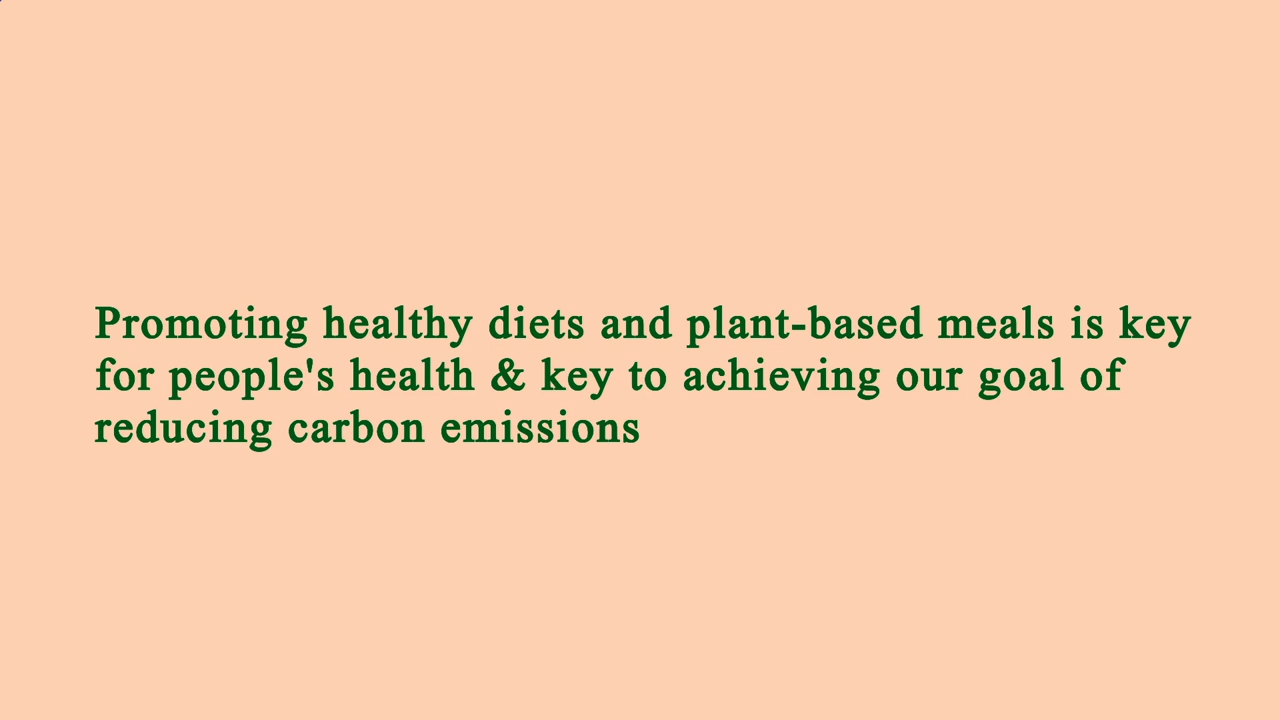 Promoting healthy diets and plant-based meals is key
for people's health & key to achieving our goal of
reducing carbon emissions